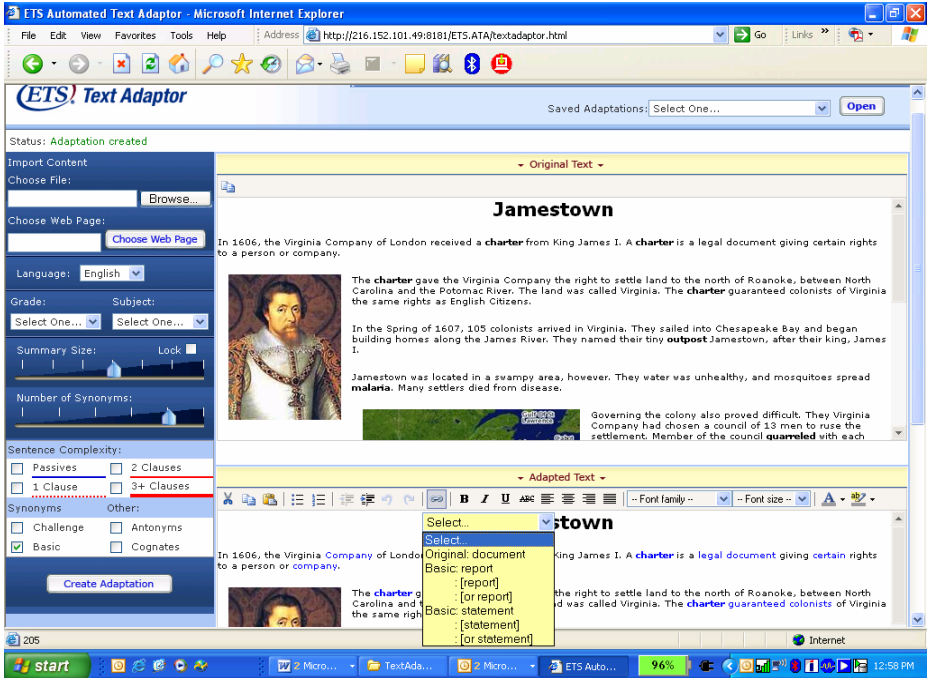 ETS Automated Text Adaptor - Microsoft Internet Explorer
File Edit View Favorites Tools Help Address http://216.152.101.49:8181/ETS.ATA/textadaptor.html Go Links »
ETS Text Adaptor
Saved Adaptations: Select One... Open
Status: Adaptation created
Import Content
Choose File:
Browse...
Choose Web Page:
Choose Web Page
Language: English
Grade: Subject:
Select One... Select One...
Summary Size: Lock
Number of Synonyms:
Sentence Complexity:
Passives 2 Clauses
1 Clause 3+ Clauses
Synonyms Other:
Challenge Antonyms
Basic Cognates
Create Adaptation
Original Text
Jamestown
In 1606, the Virginia Company of London received a charter from King James I. A charter is a legal document giving certain rights
to a person or company.
The charter gave the Virginia Company the right to settle land to the north of Roanoke, between North
Carolina and the Potomac River. The land was called Virginia. The charter guaranteed colonists of Virginia
the same rights as English Citizens.
In the Spring of 1607, 105 colonists arrived in Virginia. They sailed into Chesapeake Bay and began
building homes along the James River. They named their tiny outpost Jamestown, after their king, James
I.
Jamestown was located in a swampy area, however. They water was unhealthy, and mosquitoes spread
malaria. Many settlers died from disease.
Gulf Of St
Lawrence
Governing the colony also proved difficult. They Virginia
Company had chosen a council of 13 men to ruse the
settlement. Member of the council quarreled with each
Adapted Text
B I U ABC -- Font family -- -- Font size -- A ab
Select... stown
Select...
Original: document
Basic: report
: [report]
: [or report]
Basic: statement
: [statement]
: [or statement]
In 1606, the Virginia Company of Londo King James I. A charter is a legal document giving certain rights
to a person or company.
The charter g the right to settle land to the north of Roanoke, between North
Carolina and t d was called Virginia. The charter guaranteed colonists of Virginia
the same righ
205 Internet
start 2 Micro... TextAda... 2 Micro... ETS Auto... 96% 12:58 PM